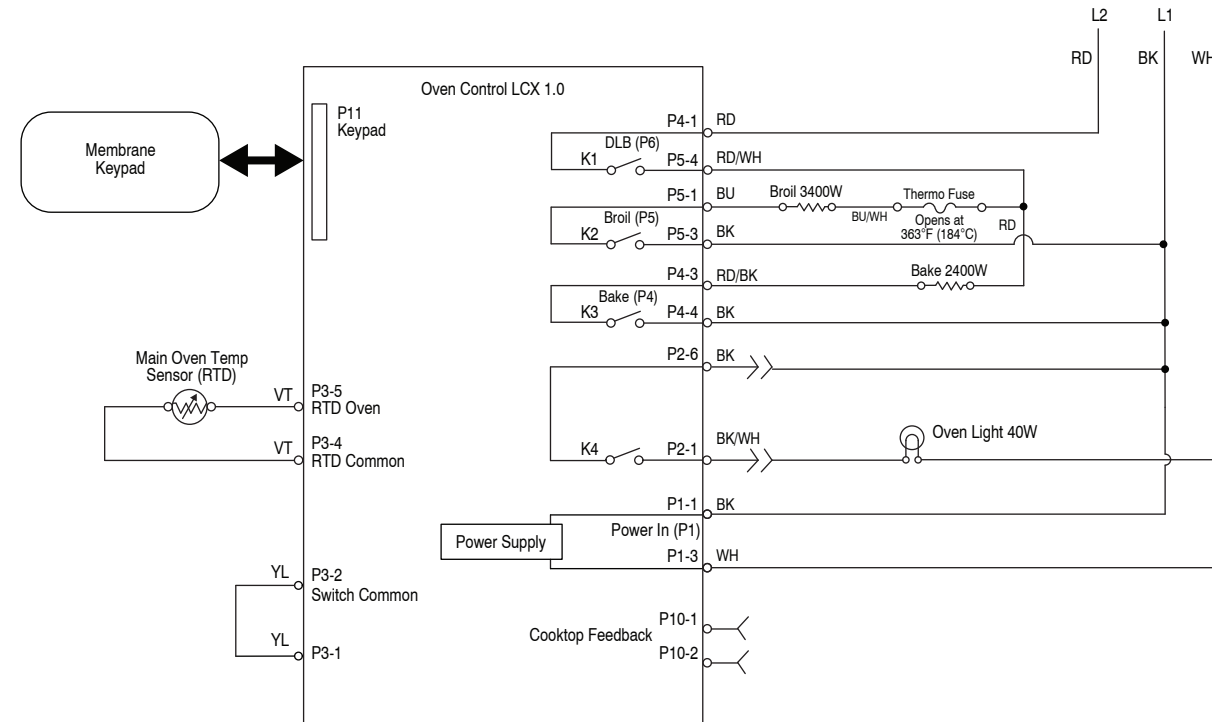 L2 L1
RD BK WH
Oven Control LCX 1.0
P11
Keypad
Membrane
Keypad
P4-1 RD
DLB (P6)
K1 P5-4 RD/WH
P5-1 BU Broil 3400W Thermo Fuse
BU/WH Opens at
363°F (184°C)
RD
Broil (P5)
K2 P5-3 BK
P4-3 RD/BK Bake 2400W
Bake (P4)
K3 P4-4 BK
P2-6 BK
Main Oven Temp
Sensor (RTD)
VT P3-5
RTD Oven
VT P3-4
RTD Common
K4 P2-1 BK/WH Oven Light 40W
P1-1 BK
Power Supply Power In (P1)
P1-3 WH
YL P3-2
Switch Common
YL P3-1
Cooktop Feedback P10-1
P10-2